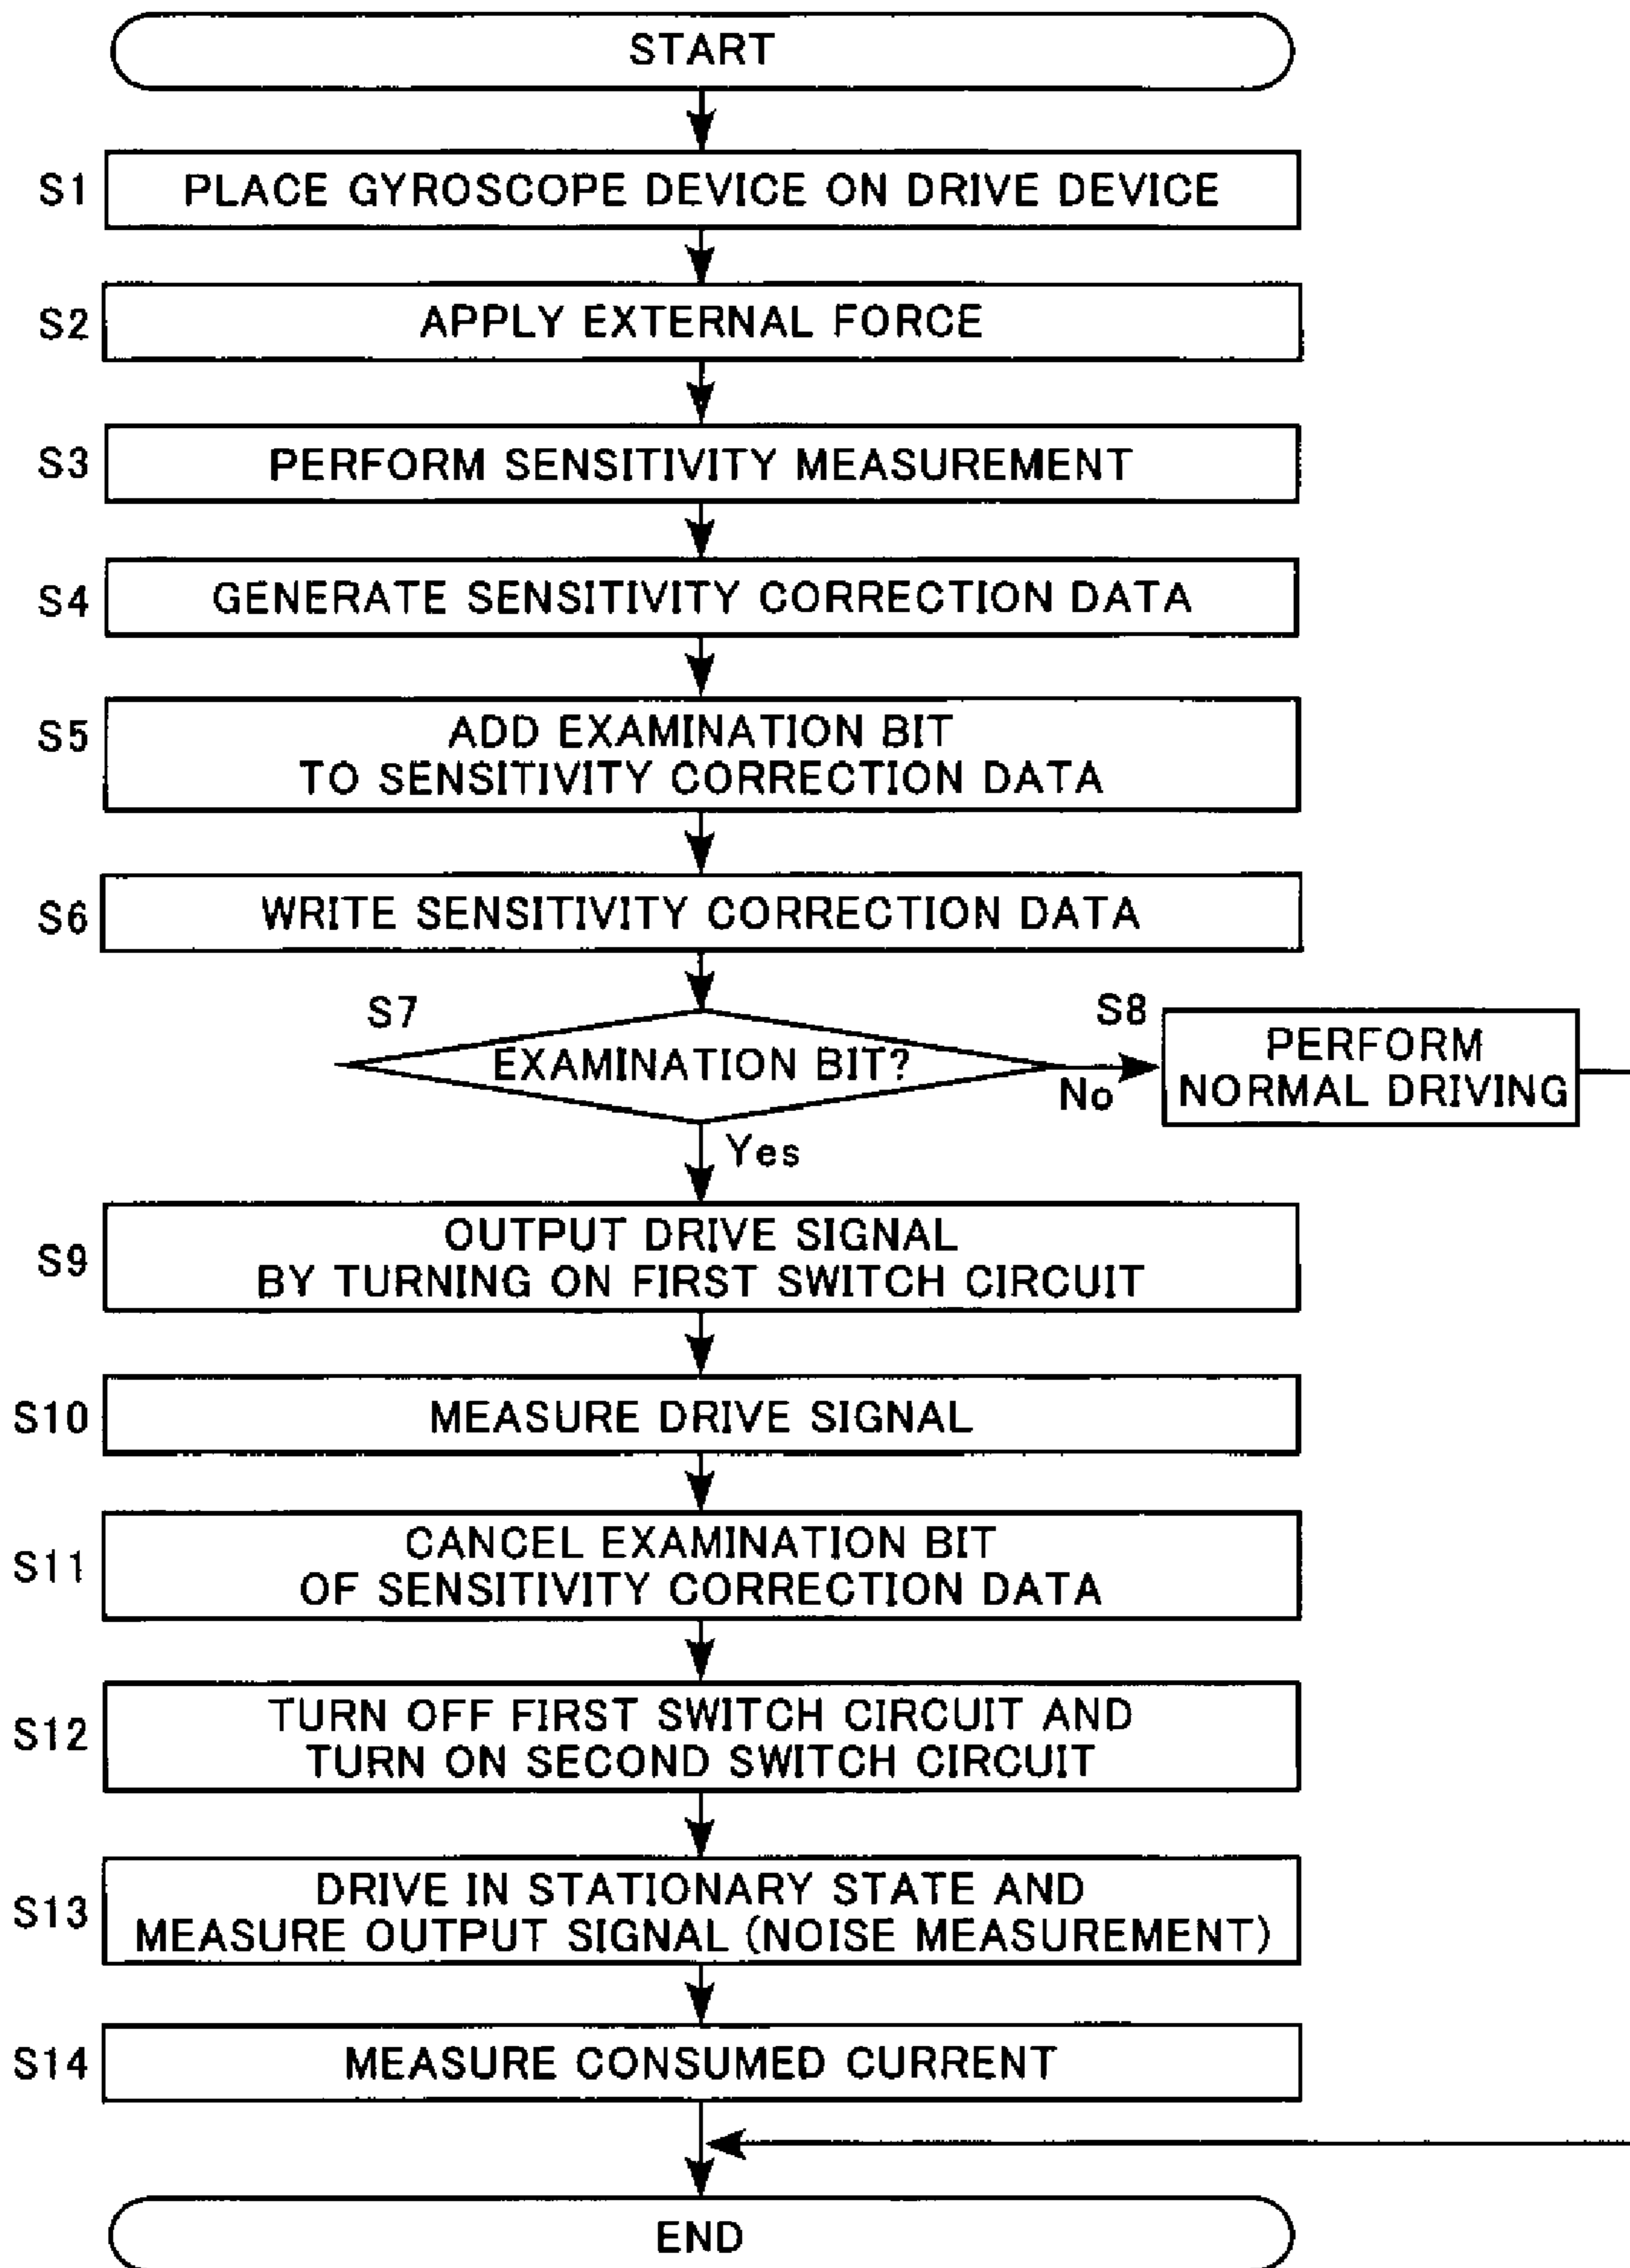 START
S1 PLACE GYROSCOPE DEVICE ON DRIVE DEVICE
S2 APPLY EXTERNAL FORCE
S3 PERFORM SENSITIVITY MEASUREMENT
S4 GENERATE SENSITIVITY CORRECTION DATA
S5 ADD EXAMINATION BIT
TO SENSITIVITY CORRECTION DATA
S6 WRITE SENSITIVITY CORRECTION DATA
S7
EXAMINATION BIT?
No
S8
PERFORM
NORMAL DRIVING
Yes
S9 OUTPUT DRIVE SIGNAL
BY TURNING ON FIRST SWITCH CIRCUIT
S10 MEASURE DRIVE SIGNAL
S11 CANCEL EXAMINATION BIT
OF SENSITIVITY CORRECTION DATA
S12 TURN OFF FIRST SWITCH CIRCUIT AND
TURN ON SECOND SWITCH CIRCUIT
S13 DRIVE IN STATIONARY STATE AND
MEASURE OUTPUT SIGNAL (NOISE MEASUREMENT)
S14 MEASURE CONSUMED CURRENT
END